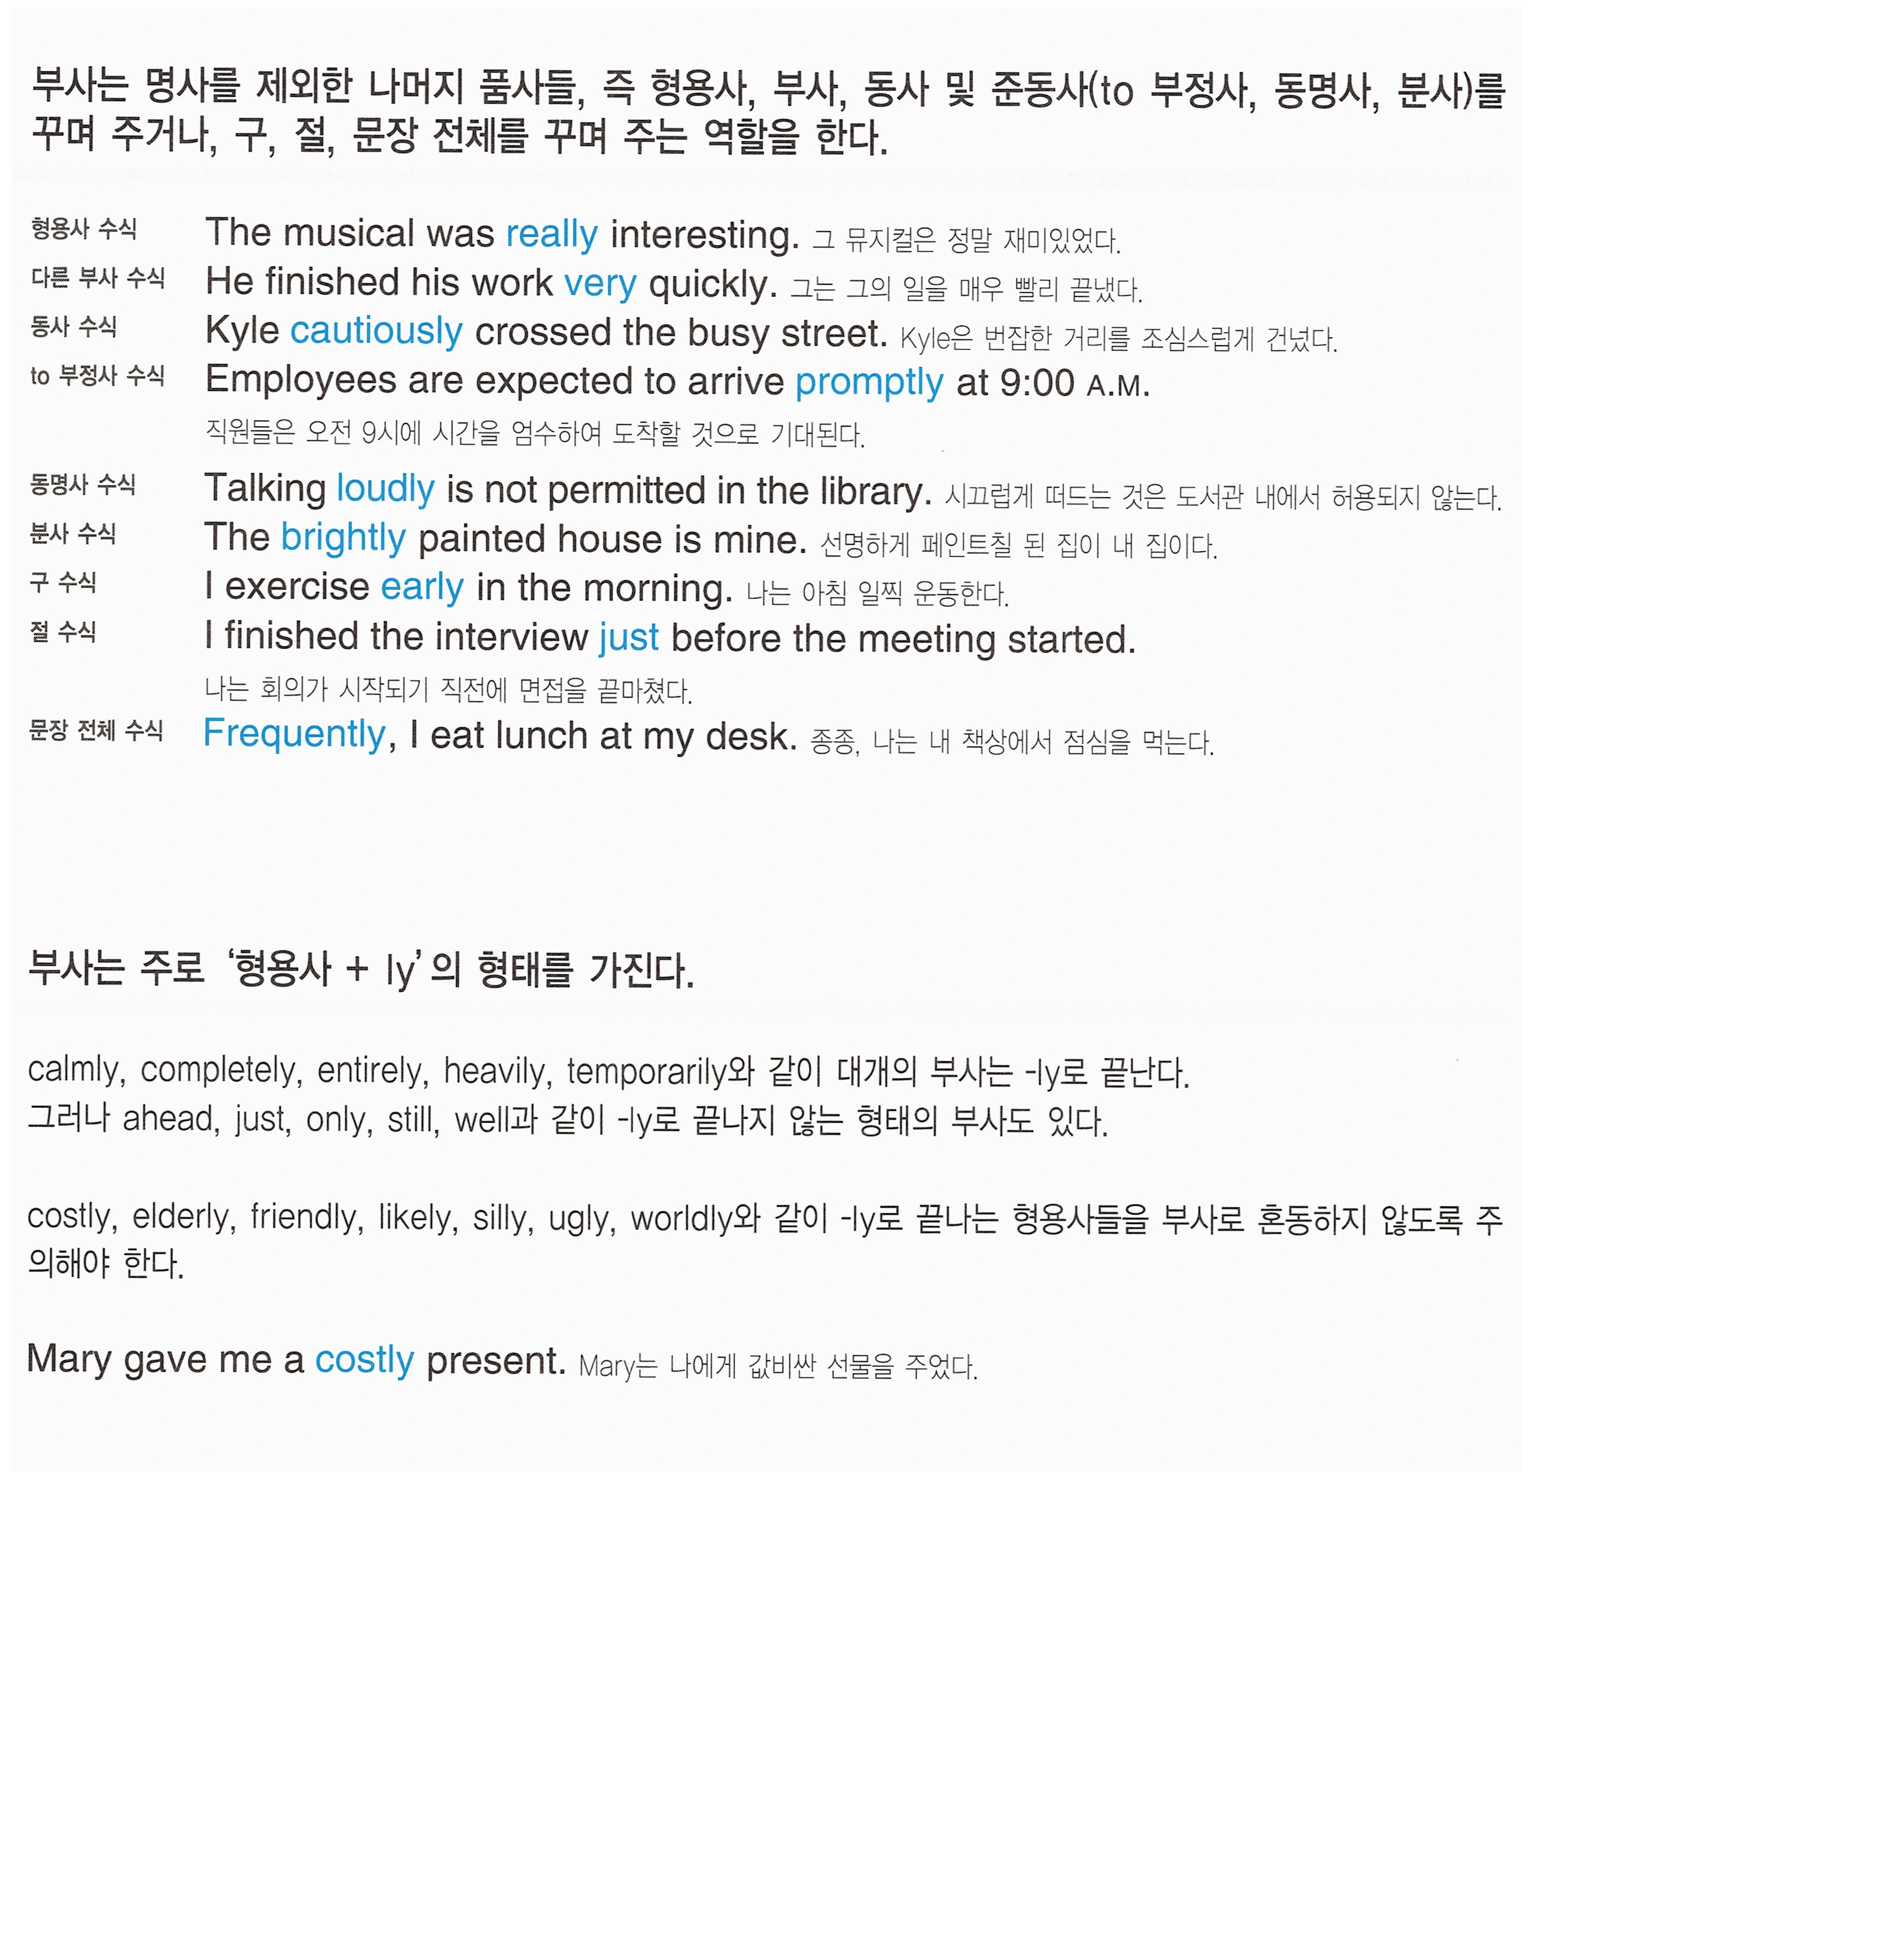 부사는 명사를 제외한 나머지 품사들, 즉 형용사, 부사, 동사 및 준동사(to 부정사, 동명사, 분사)를
꾸며 주거나, 구, 절, 문장 전체를 꾸며 주는 역할을 한다.
형용사 수식 The musical was really interesting. 그 뮤지컬은 정말 재미있었다.
다른 부사 수식 He finished his work very quickly. 그는 그의 일을 매우 빨리 끝냈다.
동사 수식 Kyle cautiously crossed the busy street. Kyle은 번잡한 거리를 조심스럽게 건넜다.
to 부정사 수식 Employees are expected to arrive promptly at 9:00 A.M.
직원들은 오전 9시에 시간을 엄수하여 도착할 것으로 기대된다.
동명사 수식 Talking loudly is not permitted in the library. 시끄럽게 떠드는 것은 도서관 내에서 허용되지 않는다.
분사 수식 The brightly painted house is mine. 선명하게 페인트칠 된 집이 내 집이다.
구 수식 I exercise early in the morning. 나는 아침 일찍 운동한다.
절 수식 I finished the interview just before the meeting started.
나는 회의가 시작되기 직전에 면접을 끝마쳤다.
문장 전체 수식 Frequently, I eat lunch at my desk. 종종, 나는 내 책상에서 점심을 먹는다.
부사는 주로 ‘형용사 + ly’의 형태를 가진다.
calmly, completely, entirely, heavily, temporarily와 같이 대개의 부사는 -ly로 끝난다.
그러나 ahead, just, only, still, well과 같이 -ly로 끝나지 않는 형태의 부사도 있다.
costly, elderly, friendly, likely, silly, ugly, worldly와 같이 -ly로 끝나는 형용사들을 부사로 혼동하지 않도록 주
의해야 한다.
Mary gave me a costly present. Mary는 나에게 값비싼 선물을 주었다.